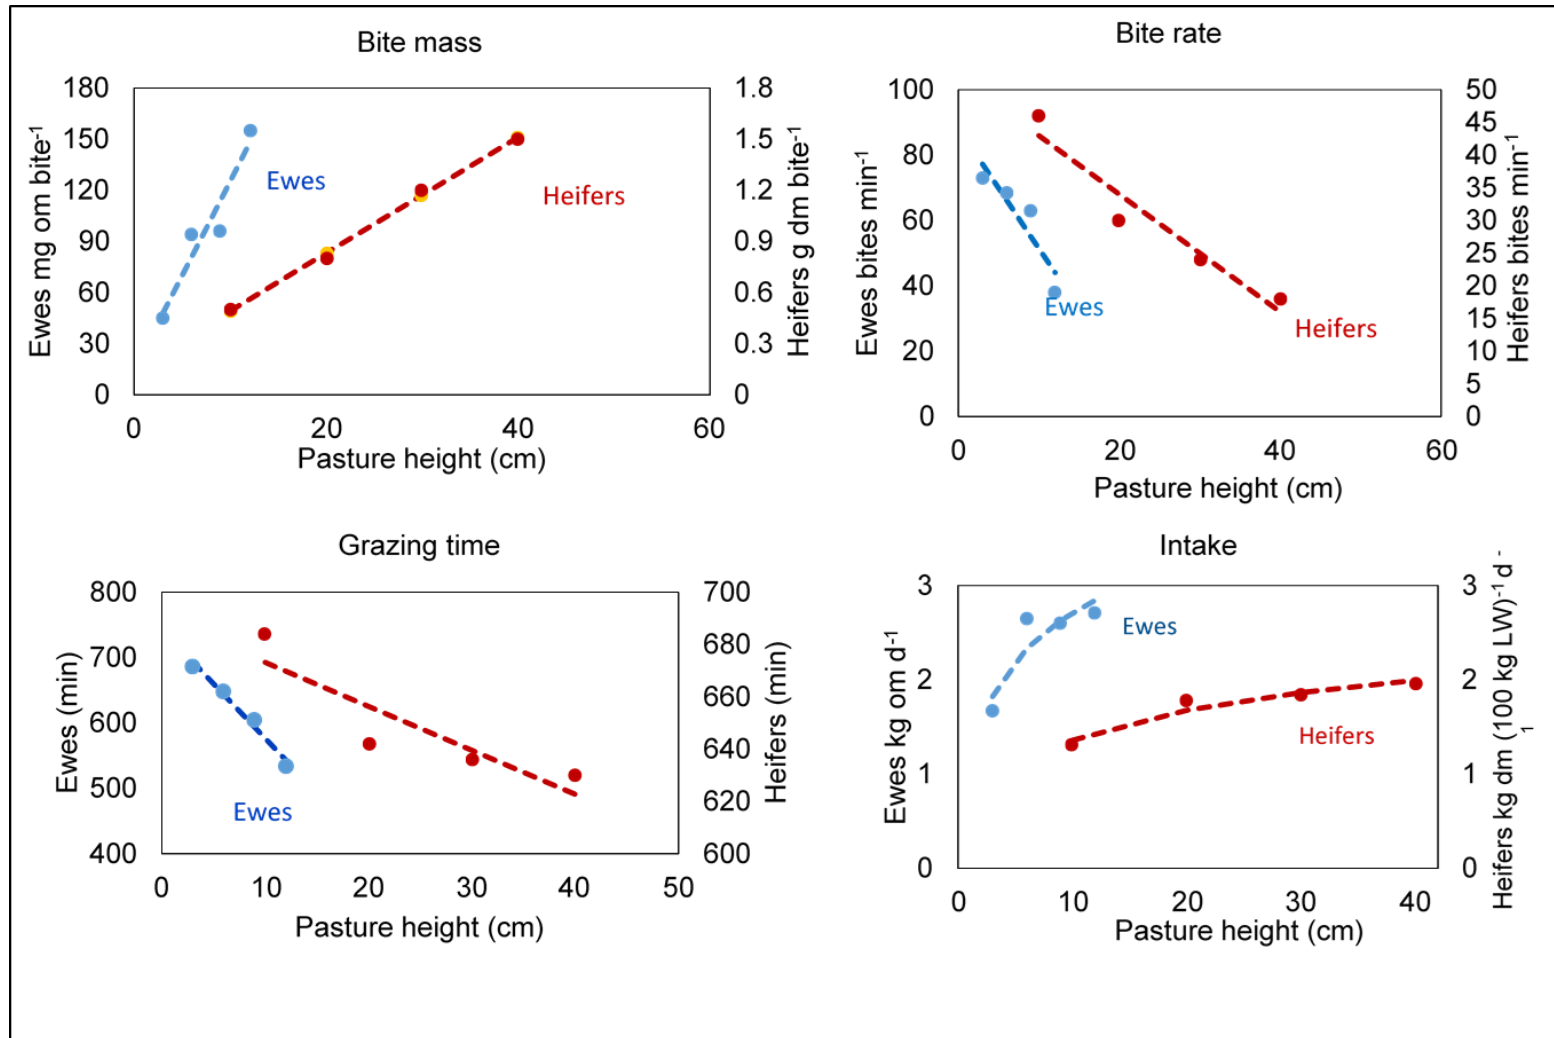 Bite mass
180
150
120
90
60
30
0
Ewes mg om bite-1
1.8
1.5
1.2
0.9
0.6
0.3
0
Heifers g dm bite-1
Ewes
Heifers
0 20 40 60
Pasture height (cm)
Bite rate
100
80
60
40
20
0
Ewes bites min-1
50
45
40
35
30
25
20
15
10
5
0
Heifers bites min-1
Ewes
Heifers
0 20 40 60
Pasture height (cm)
Grazing time
800
700
600
500
400
Ewes (min)
700
680
660
640
620
600
Heifers (min)
Ewes
0 10 20 30 40 50
Pasture height (cm)
Intake
3
2
1
0
Ewes kg om d-1
3
2
1
0
Heifers kg dm (100 kg LW)-1 d -
1
Ewes
Heifers
0 10 20 30 40
Pasture height (cm)